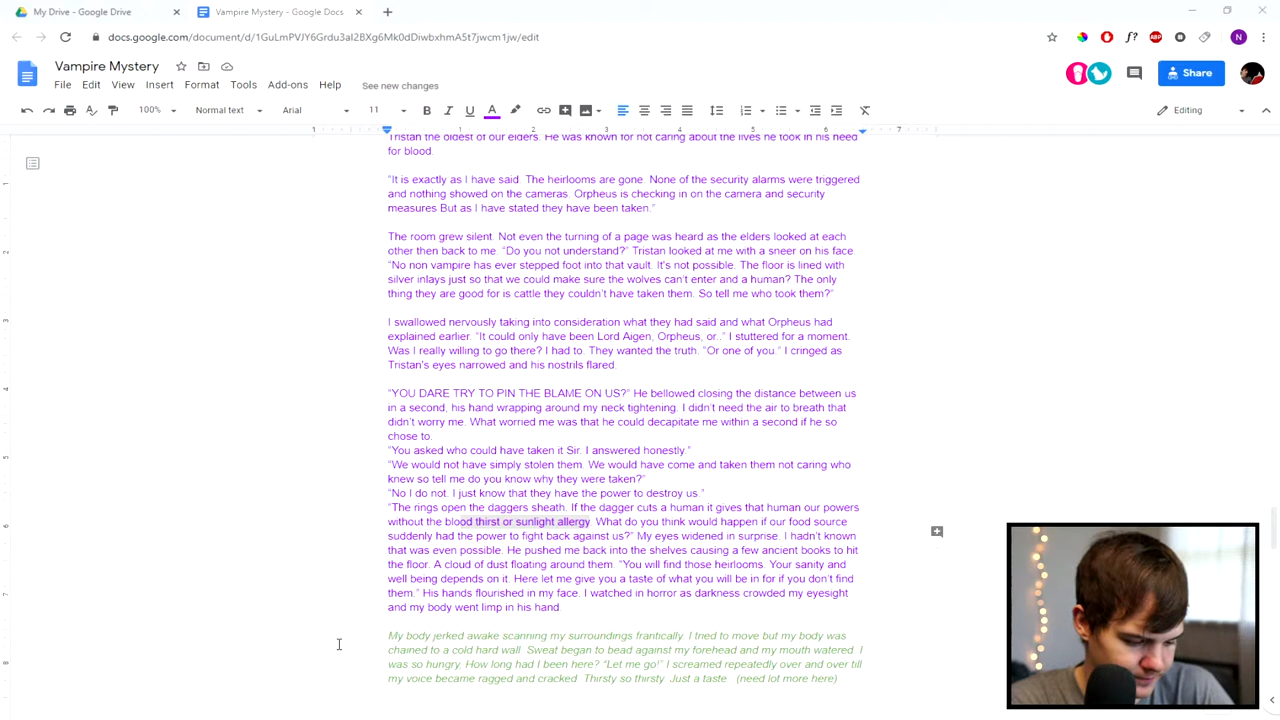 My Drive - Google Drive
Vampire Mystery - Google Docs
docs.google.com/document/d/1GuLmPVJY6Grdu3aI2BXg6Mk0dDiwbxhmA5t7jwcm1jw/edit
Vampire Mystery
File Edit View Insert Format Tools Add-ons Help See new changes
Share
100% Normal text Arial 11 Editing
Tristan the oldest of our elders. He was known for not caring about the lives he took in his need
for blood.
"It is exactly as I have said. The heirlooms are gone. None of the security alarms were triggered
and nothing showed on the cameras. Orpheus is checking in on the camera and security
measures.But as I have stated they have been taken."
The room grew silent. Not even the turning of a page was heard as the elders looked at each
other then back to me. "Do you not understand?" Tristan looked at me with a sneer on his face.
"No non vampire has ever stepped foot into that vault. It's not possible. The floor is lined with
silver inlays just so that we could make sure the wolves can't enter and a human? The only
thing they are good for is cattle they couldn't have taken them. So tell me who took them?"
I swallowed nervously taking into consideration what they had said and what Orpheus had
explained earlier. "It could only have been Lord Aigen, Orpheus, or.." I stuttered for a moment.
Was I really willing to go there? I had to. They wanted the truth. "Or one of you." I cringed as
Tristan's eyes narrowed and his nostrils flared.
"YOU DARE TRY TO PIN THE BLAME ON US?" He bellowed closing the distance between us
in a second, his hand wrapping around my neck tightening. I didn't need the air to breath that
didn't worry me. What worried me was that he could decapitate me within a second if he so
chose to.
"You asked who could have taken it Sir. I answered honestly."
"We would not have simply stolen them. We would have come and taken them not caring who
knew so tell me do you know why they were taken?"
"No I do not. I just know that they have the power to destroy us."
"The rings open the daggers sheath. If the dagger cuts a human it gives that human our powers
without the blood thirst or sunlight allergy. What do you think would happen if our food source
suddenly had the power to fight back against us?" My eyes widened in surprise. I hadn't known
that was even possible. He pushed me back into the shelves causing a few ancient books to hit
the floor. A cloud of dust floating around them. "You will find those heirlooms. Your sanity and
well being depends on it. Here let me give you a taste of what you will be in for if you don't find
them." His hands flourished in my face. I watched in horror as darkness crowded my eyesight
and my body went limp in his hand.
My body jerked awake scanning my surroundings frantically. I tried to move but my body was
chained to a cold hard wall. Sweat began to bead against my forehead and my mouth watered. I
was so hungry. How long had I been here? "Let me go!" I screamed repeatedly over and over till
my voice became ragged and cracked. Thirsty so thirsty. Just a taste (need lot more here)